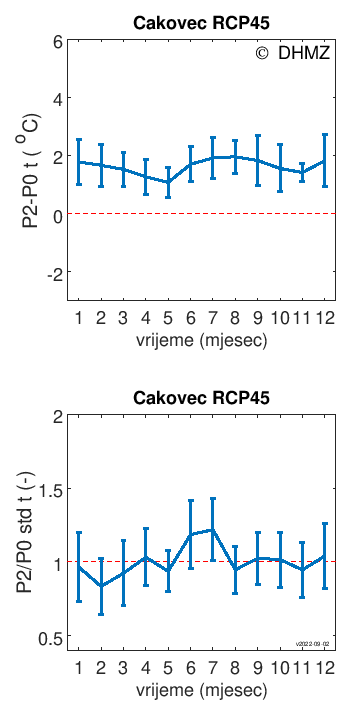 Cakovec RCP45
© DHMZ
6
4
2
0
-2
P2-P0 t ( °C)
1 2 3 4 5 6 7 8 9 10 11 12
vrijeme (mjesec)
Cakovec RCP45
2
1.5
1
0.5
P2/P0 std t (-)
v2022-09-02
1 2 3 4 5 6 7 8 9 10 11 12
vrijeme (mjesec)